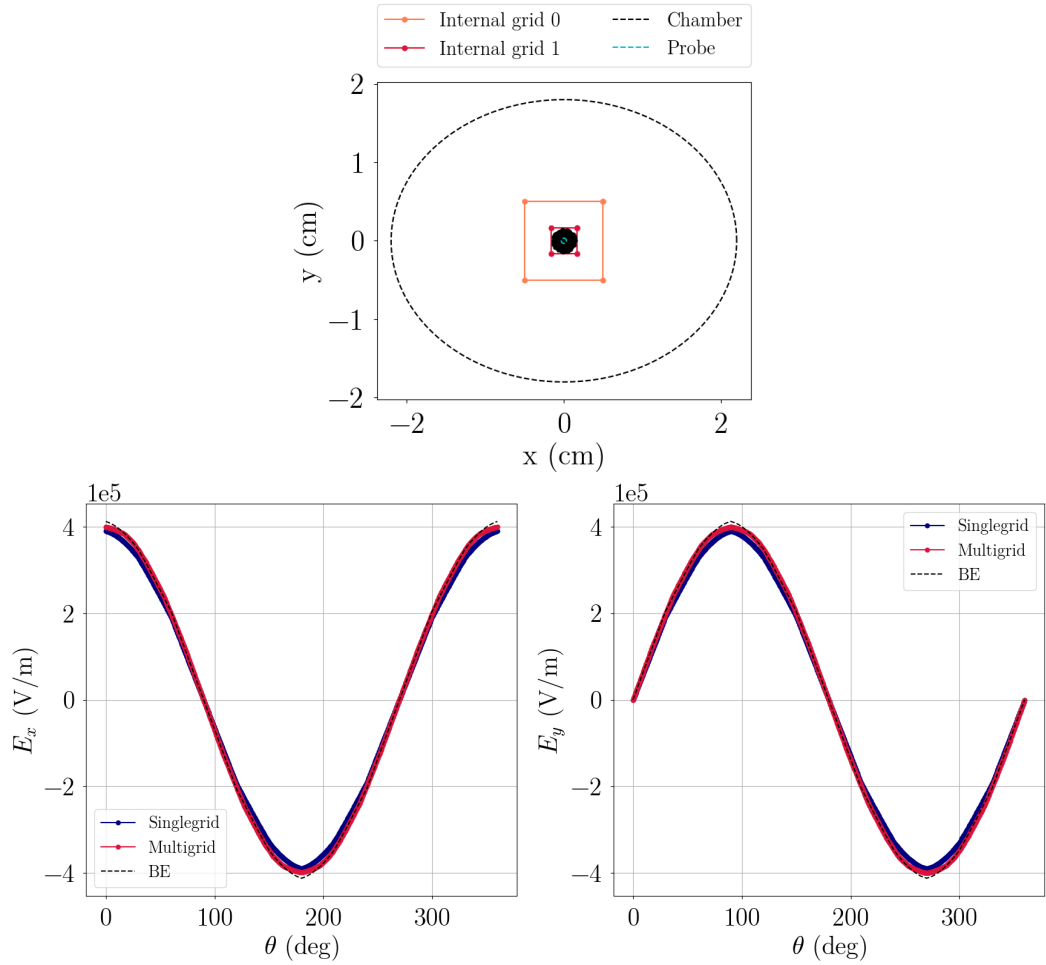 Internal grid 0
Internal grid 1
Chamber
Probe
2
1
0
−1
−2
y (cm)
−2
0
2
x (cm)
1e5
4
2
0
−2
−4
E_x (V/m)
Singlegrid
Multigrid
BE
0
100
200
300
θ (deg)
1e5
4
2
0
−2
−4
E_y (V/m)
Singlegrid
Multigrid
BE
0
100
200
300
θ (deg)